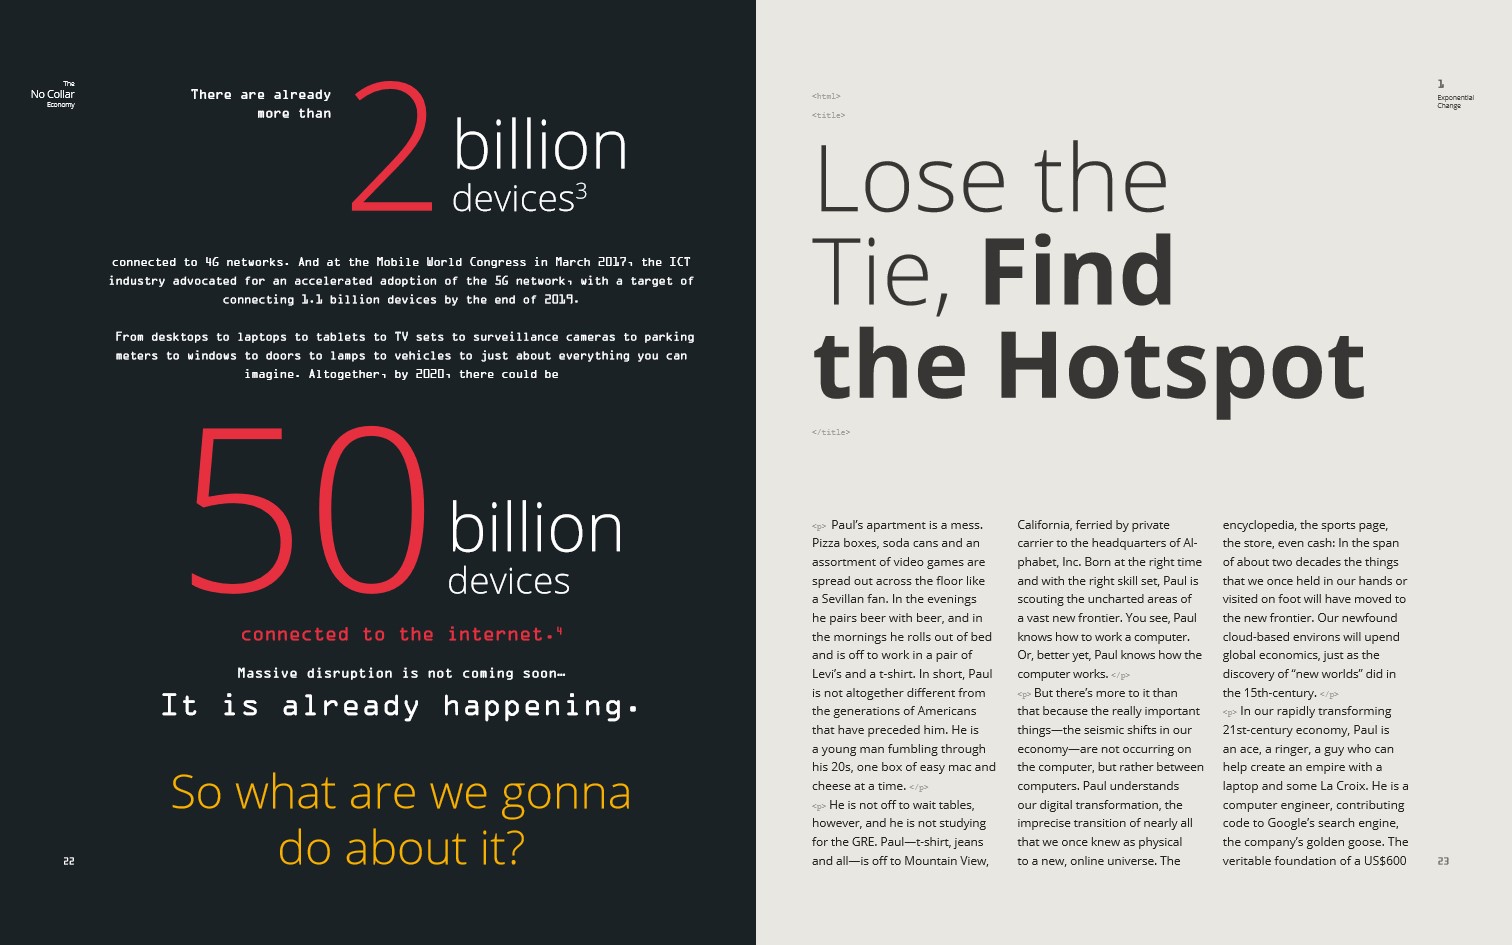 The
No Collar
Economy
There are already
more than
2 billion
devices³
connected to 4G networks. And at the Mobile World Congress in March 2017, the ICT
industry advocated for an accelerated adoption of the 5G network, with a target of
connecting 1.1 billion devices by the end of 2019.
From desktops to laptops to tablets to TV sets to surveillance cameras to parking
meters to windows to doors to lamps to vehicles to just about everything you can
imagine. Altogether, by 2020, there could be
50 billion
devices
connected to the internet.⁴
Massive disruption is not coming soon…
It is already happening.
So what are we gonna
do about it?
22
1
Exponential
Change
<html>
<title>
Lose the
Tie, Find
the Hotspot
</title>
<p> Paul’s apartment is a mess.
Pizza boxes, soda cans and an
assortment of video games are
spread out across the floor like
a Sevillan fan. In the evenings
he pairs beer with beer, and in
the mornings he rolls out of bed
and is off to work in a pair of
Levi’s and a t-shirt. In short, Paul
is not altogether different from
the generations of Americans
that have preceded him. He is
a young man fumbling through
his 20s, one box of easy mac and
cheese at a time. </p>
<p> He is not off to wait tables,
however, and he is not studying
for the GRE. Paul—t-shirt, jeans
and all—is off to Mountain View,
California, ferried by private
carrier to the headquarters of Al-
phabet, Inc. Born at the right time
and with the right skill set, Paul is
scouting the uncharted areas of
a vast new frontier. You see, Paul
knows how to work a computer.
Or, better yet, Paul knows how the
computer works. </p>
<p> But there’s more to it than
that because the really important
things—the seismic shifts in our
economy—are not occurring on
the computer, but rather between
computers. Paul understands
our digital transformation, the
imprecise transition of nearly all
that we once knew as physical
to a new, online universe. The
encyclopedia, the sports page,
the store, even cash: In the span
of about two decades the things
that we once held in our hands or
visited on foot will have moved to
the new frontier. Our newfound
cloud-based environs will upend
global economics, just as the
discovery of “new worlds” did in
the 15th-century. </p>
<p> In our rapidly transforming
21st-century economy, Paul is
an ace, a ringer, a guy who can
help create an empire with a
laptop and some La Croix. He is a
computer engineer, contributing
code to Google’s search engine,
the company’s golden goose. The
veritable foundation of a US$600
23